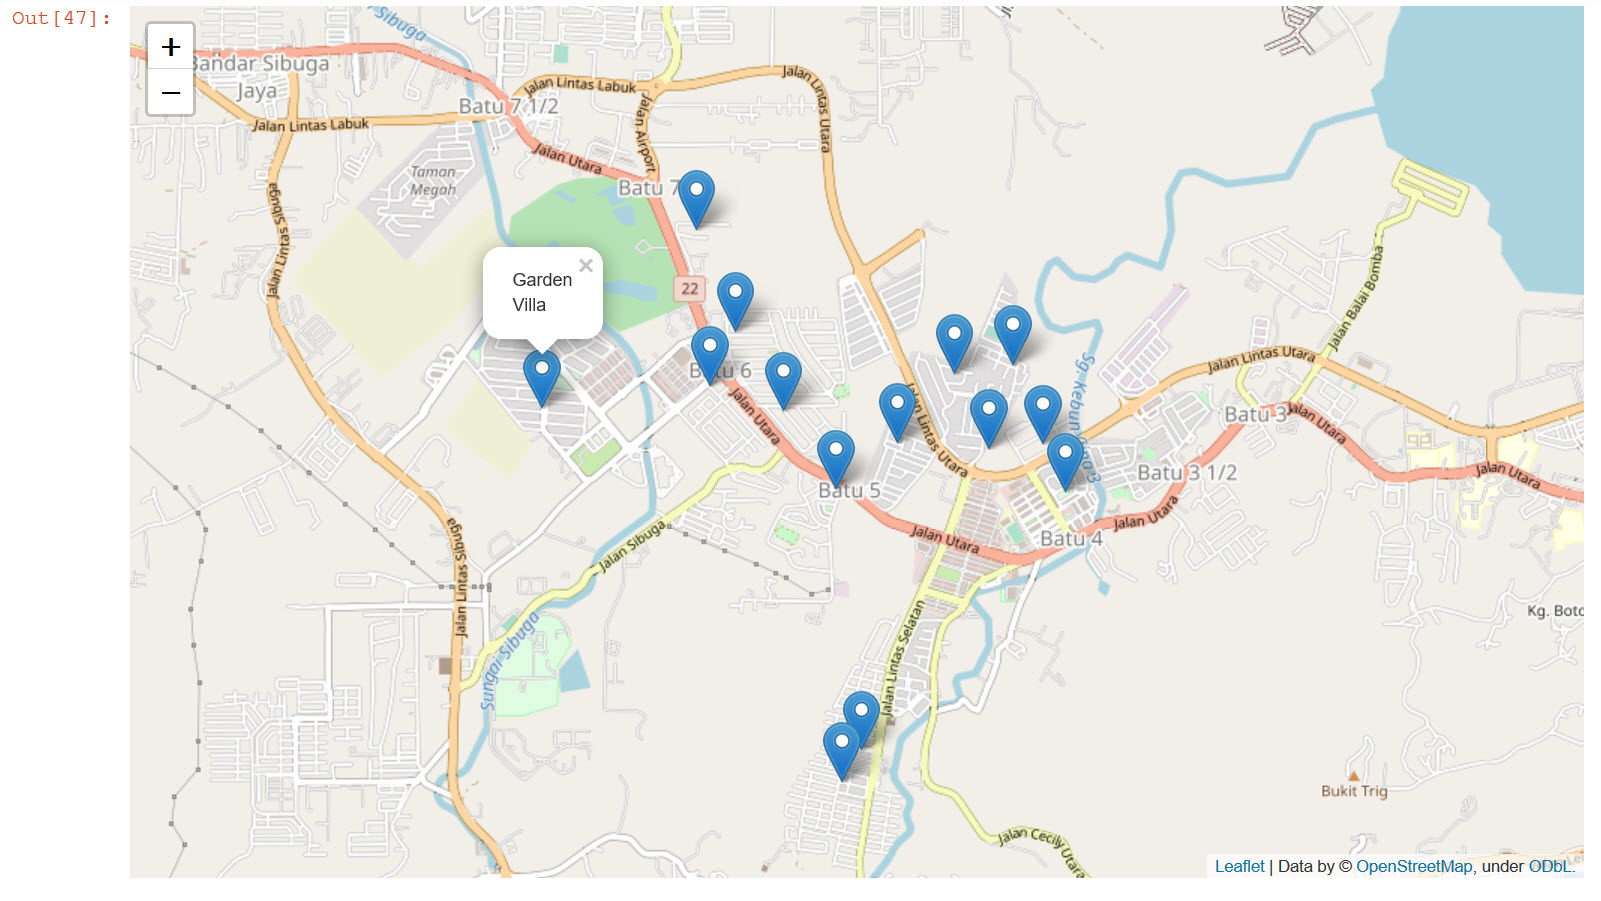 Out[47]:
+
−
Sibuga
Bandar Sibuga
Jaya
Jalan Lintas Labuk
Batu 7 1/2
Jalan Lintas Labuk
Jalan Lintas Utara
Jalan Airport
Jalan Utara
Taman
Megah
Batu 7
Jalan Lintas Sibuga
22
Garden
Villa
×
Batu 6
Jalan Utara
Jalan Lintas Utara
Jalan Balai Bomba
Jalan Lintas Utara
Batu 3
Jalan Utara
Batu 3 1/2
Jalan Utara
Batu 5
Jalan Utara
Batu 4
Jalan Utara
Jalan Sibuga
Jalan Lintas Sibuga
Sungai Sibuga
Jalan Lintas Selatan
Kg. Boto
Bukit Trig
Jalan Cecily Utara
Leaflet | Data by © OpenStreetMap, under ODbL.